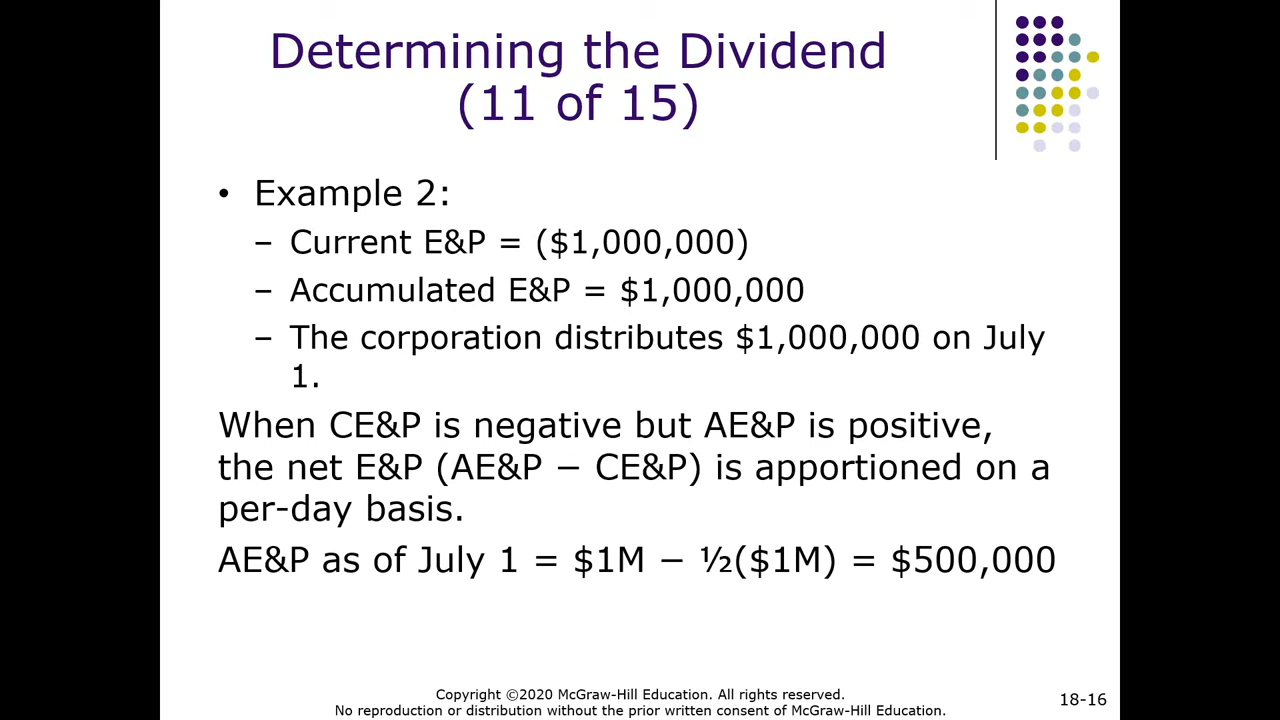 Determining the Dividend
(11 of 15)
• Example 2:
– Current E&P = ($1,000,000)
– Accumulated E&P = $1,000,000
– The corporation distributes $1,000,000 on July
1.
When CE&P is negative but AE&P is positive,
the net E&P (AE&P − CE&P) is apportioned on a
per-day basis.
AE&P as of July 1 = $1M − ½($1M) = $500,000
Copyright ©2020 McGraw-Hill Education. All rights reserved.
No reproduction or distribution without the prior written consent of McGraw-Hill Education.
18-16